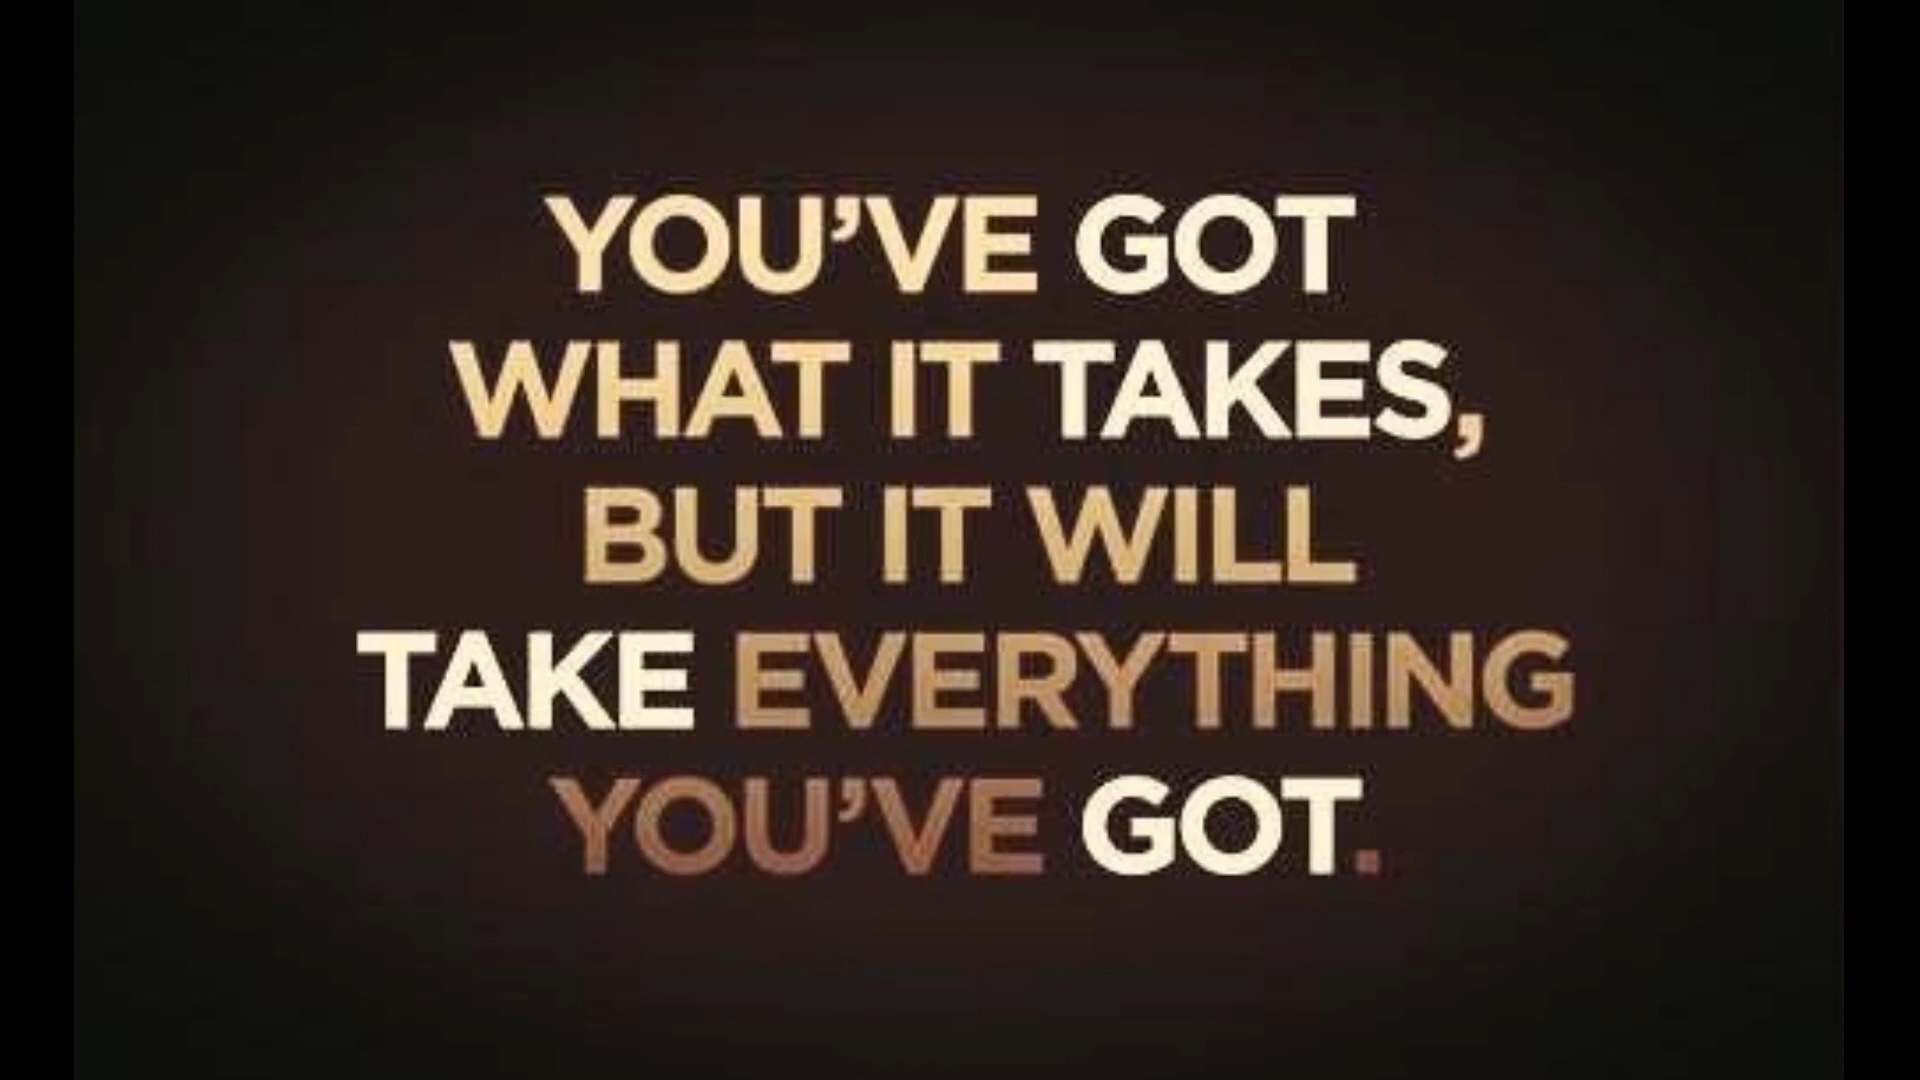 YOU’VE GOT
WHAT IT TAKES,
BUT IT WILL
TAKE EVERYTHING
YOU’VE GOT.